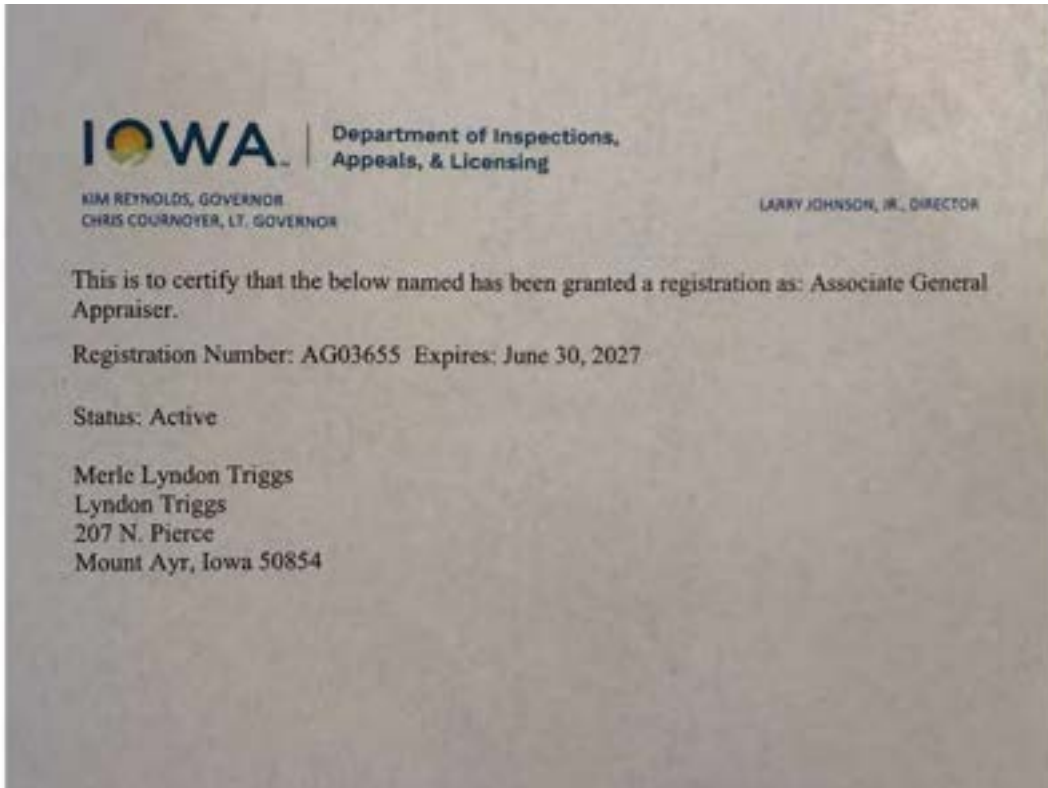 IOWA
Department of Inspections,
Appeals, & Licensing
KIM REYNOLDS, GOVERNOR
CHRIS COURNOYER, LT. GOVERNOR
LARRY JOHNSON, JR., DIRECTOR
This is to certify that the below named has been granted a registration as: Associate General
Appraiser.
Registration Number: AG03655 Expires: June 30, 2027
Status: Active
Merle Lyndon Triggs
Lyndon Triggs
207 N. Pierce
Mount Ayr, Iowa 50854